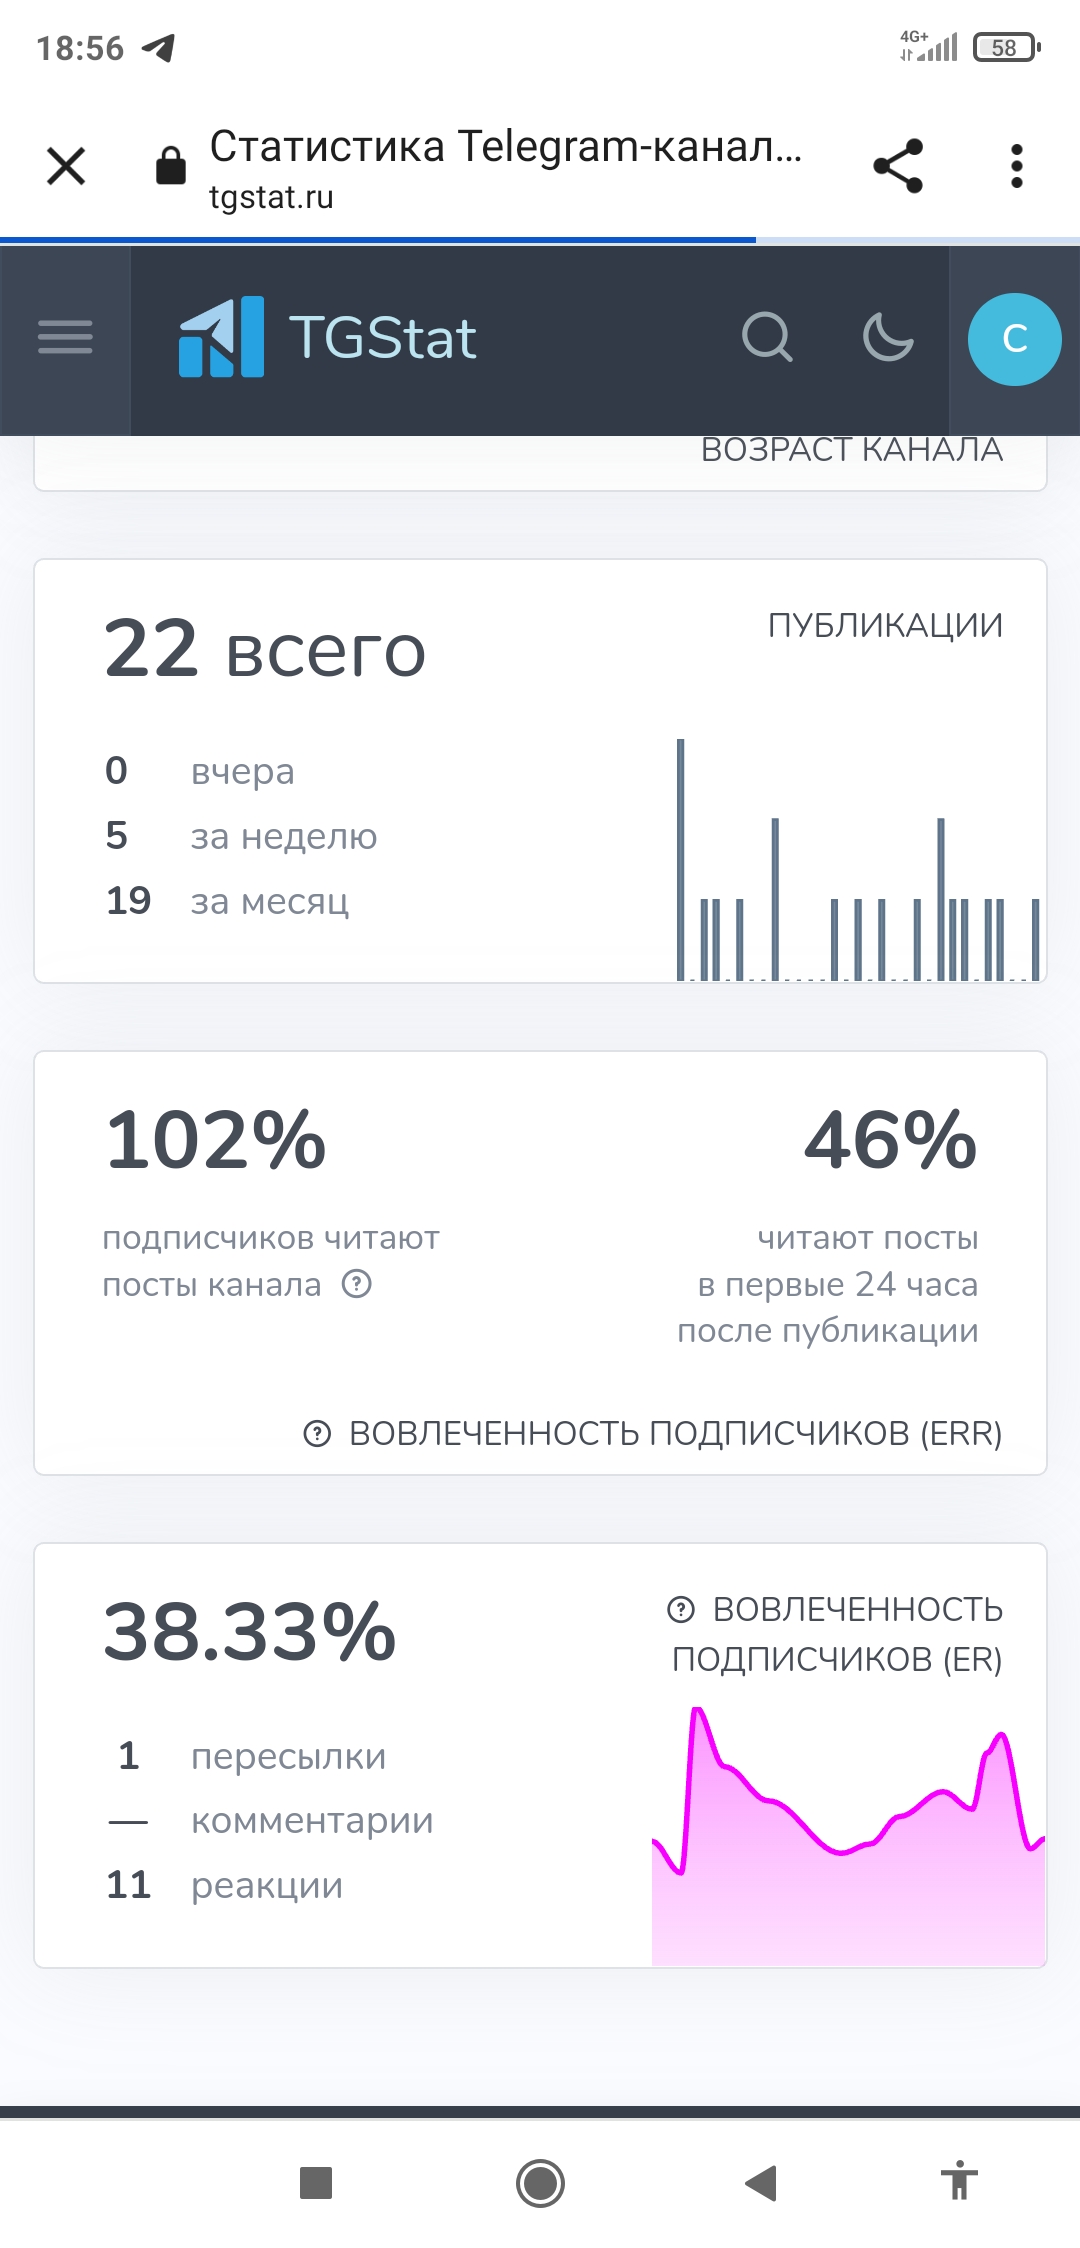 18:56
4G+
58
Статистика Telegram-канал...
tgstat.ru
TGStat
C
ВОЗРАСТ КАНАЛА
22 всего
ПУБЛИКАЦИИ
0 вчера
5 за неделю
19 за месяц
102%
46%
подписчиков читают
посты канала ?
читают посты
в первые 24 часа
после публикации
? ВОВЛЕЧЕННОСТЬ ПОДПИСЧИКОВ (ERR)
38.33%
? ВОВЛЕЧЕННОСТЬ
ПОДПИСЧИКОВ (ER)
1 пересылки
— комментарии
11 реакции